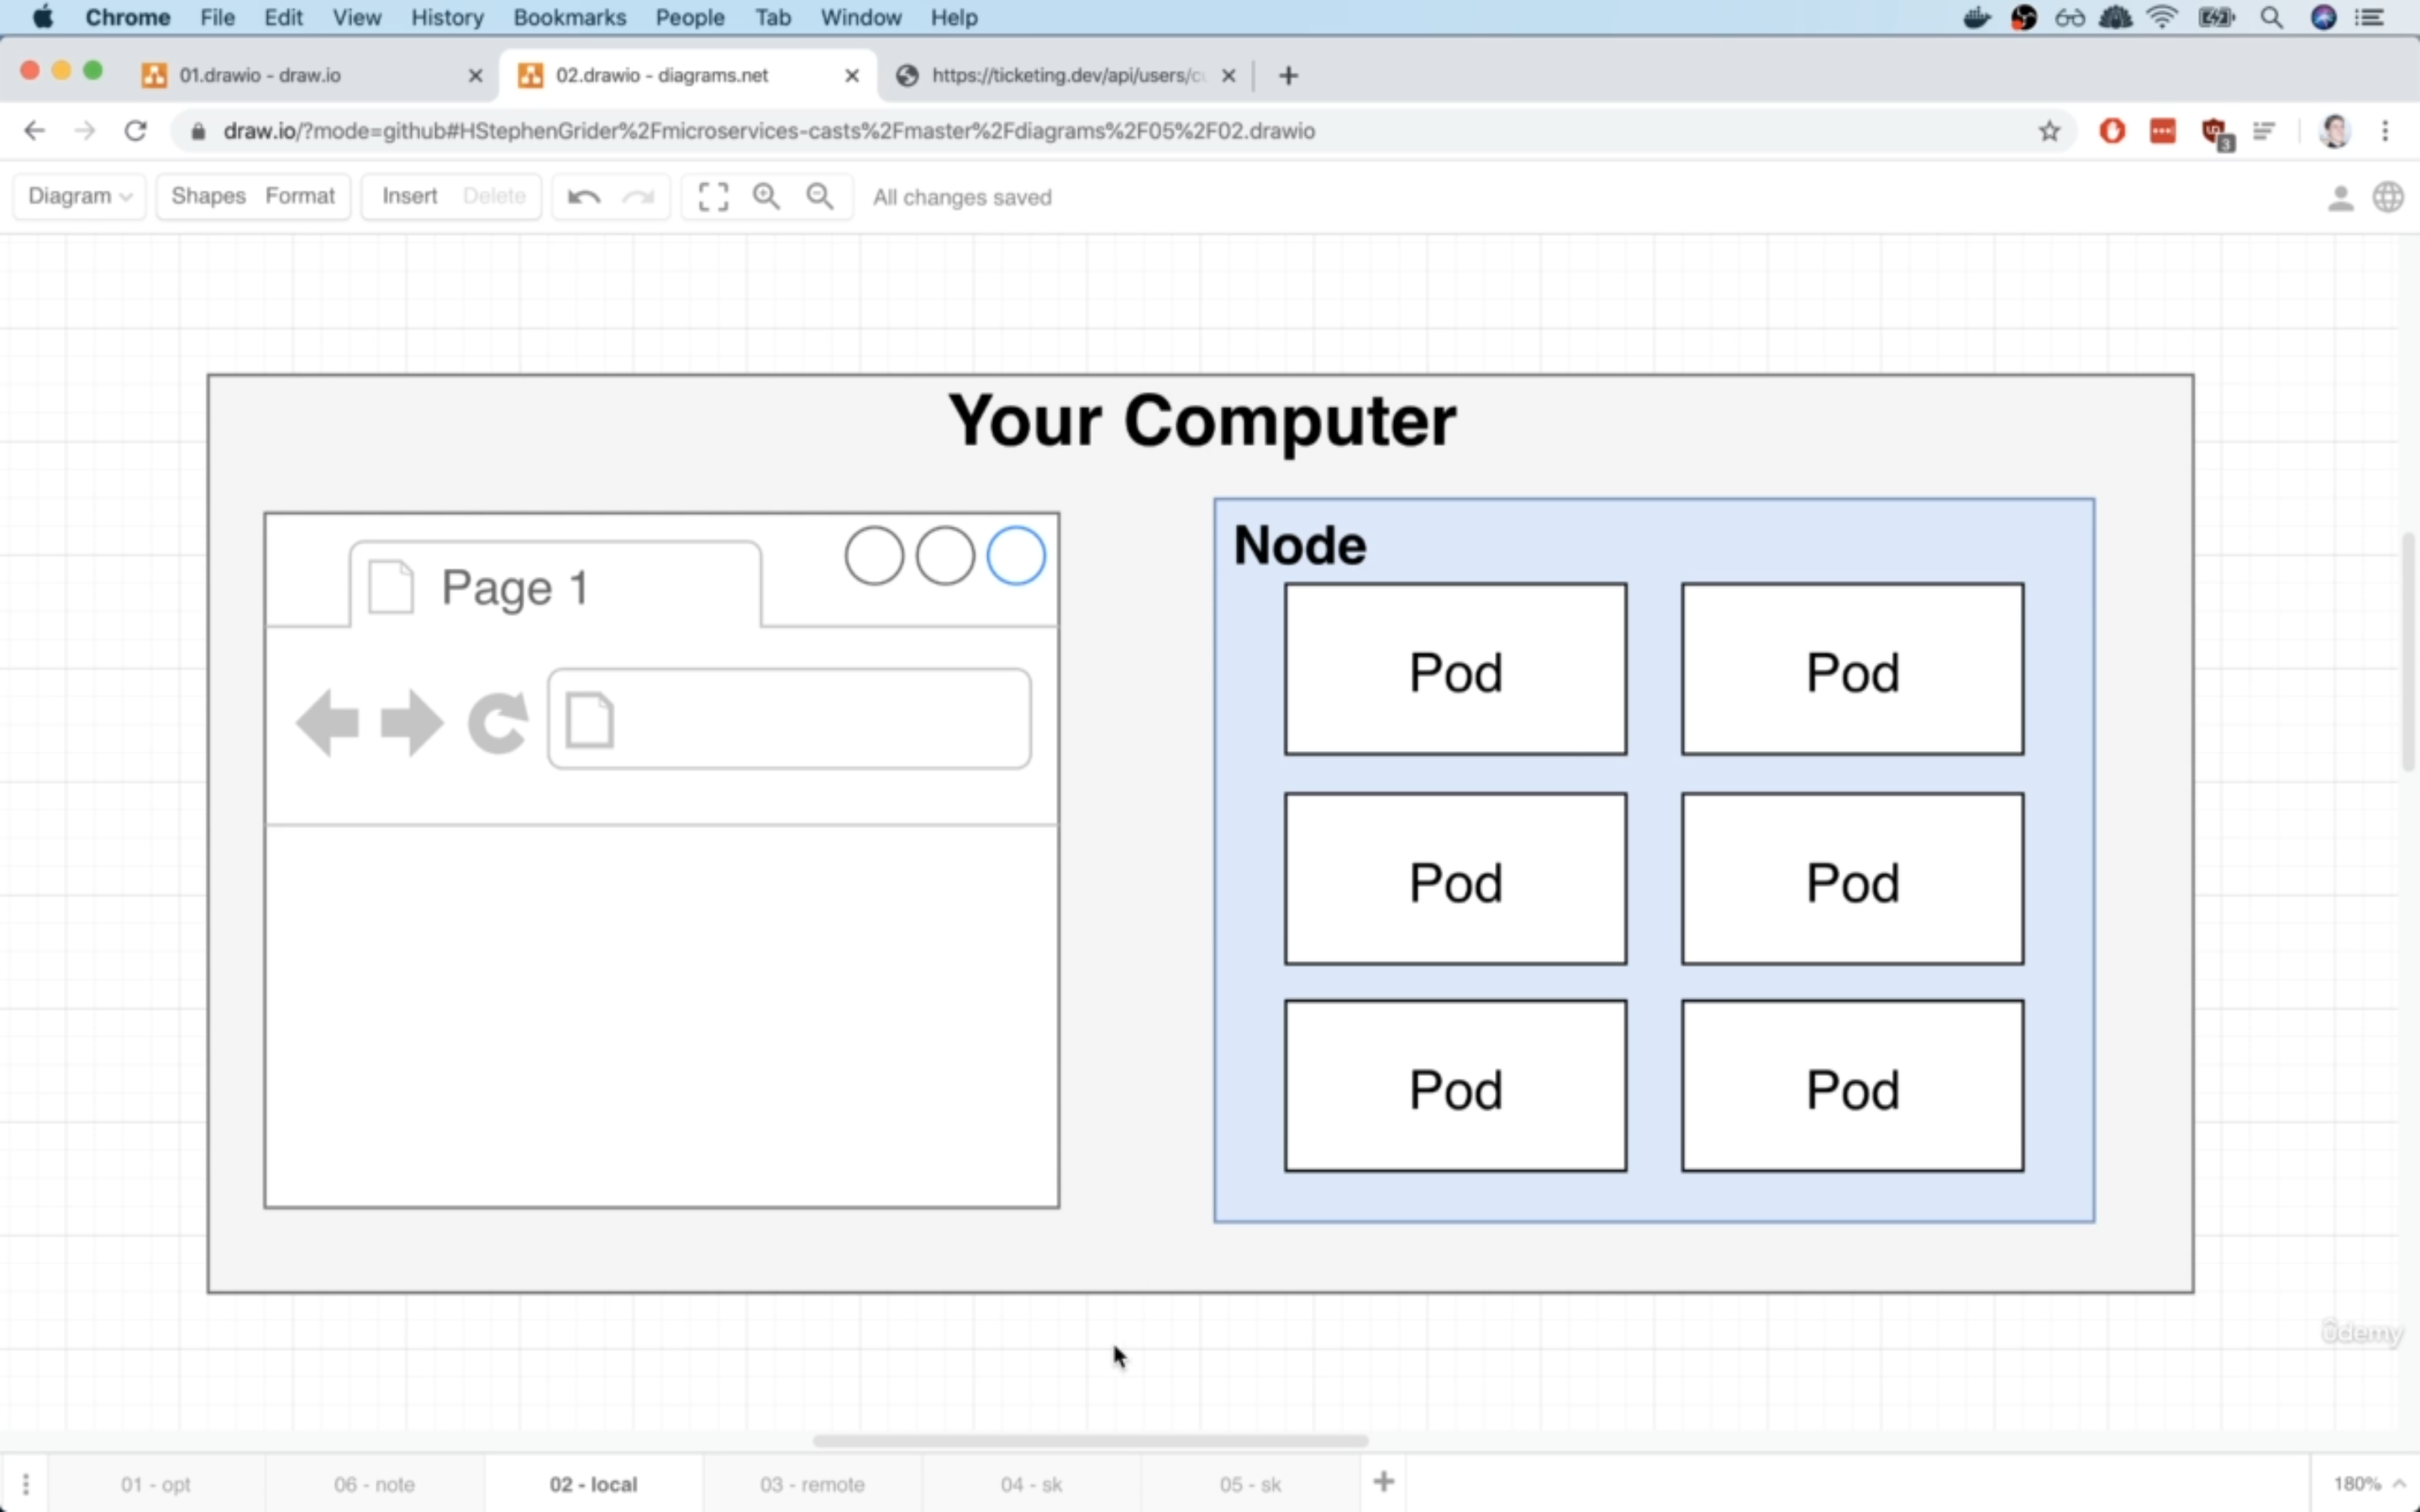 Chrome File Edit View History Bookmarks People Tab Window Help
01.drawio - draw.io
02.drawio - diagrams.net
https://ticketing.dev/api/users/c
draw.io/?mode=github#HStephenGrider%2Fmicroservices-casts%2Fmaster%2Fdiagrams%2F05%2F02.drawio
3
Diagram Shapes Format Insert Delete All changes saved
Your Computer
Page 1
Node
Pod Pod
Pod Pod
Pod Pod
ûdemy
01 - opt 06 - note 02 - local 03 - remote 04 - sk 05 - sk 180%